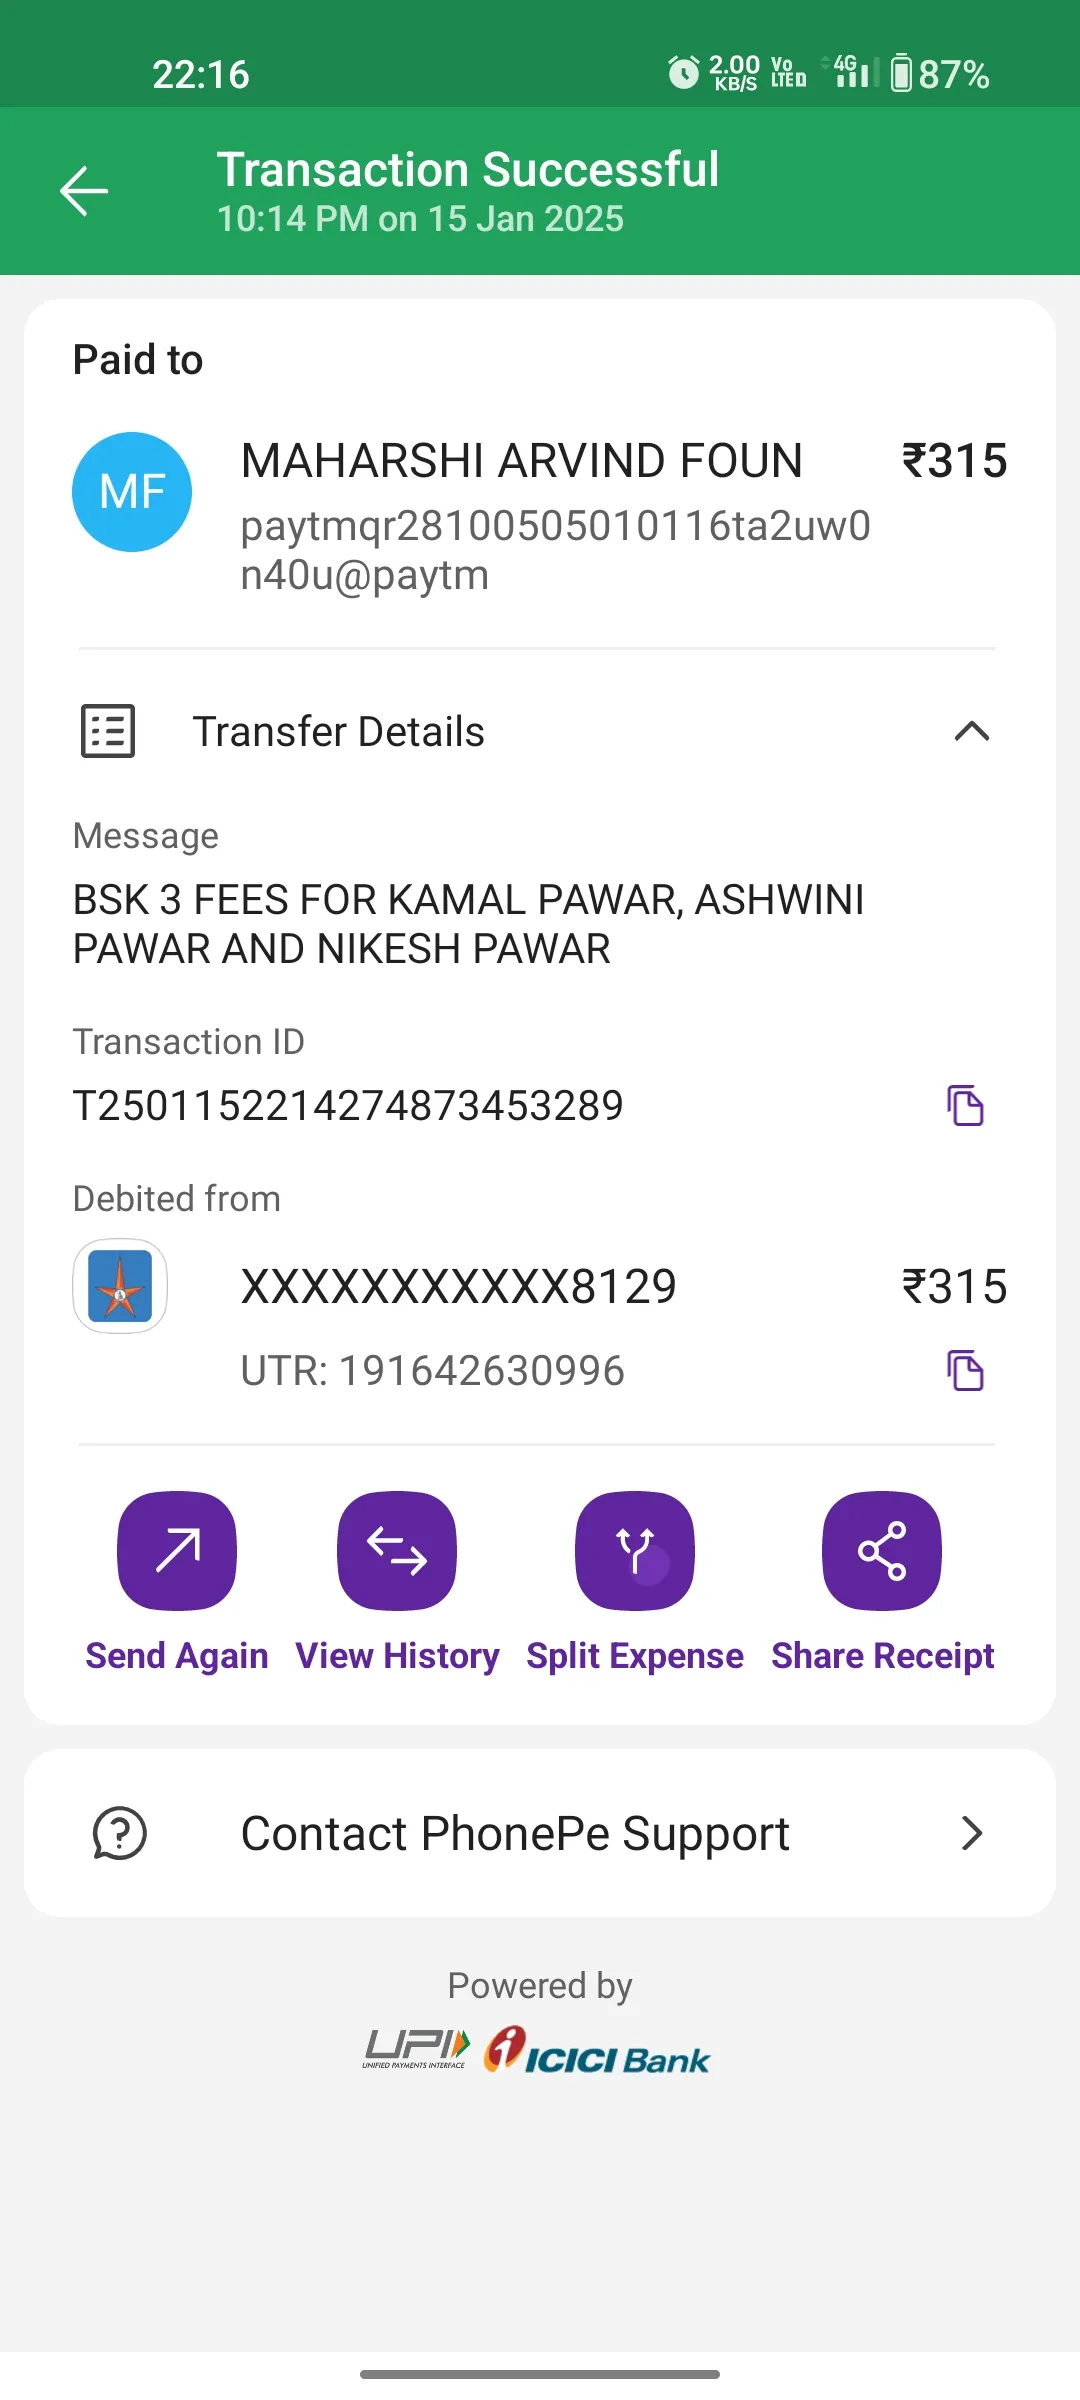 22:16
2.00 KB/S Vo LTE 4G 87%
Transaction Successful
10:14 PM on 15 Jan 2025
Paid to
MF
MAHARSHI ARVIND FOUN ₹315
paytmqr28100505010116ta2uw0
n40u@paytm
Transfer Details
Message
BSK 3 FEES FOR KAMAL PAWAR, ASHWINI
PAWAR AND NIKESH PAWAR
Transaction ID
T2501152214274873453289
Debited from
XXXXXXXXXXX8129 ₹315
UTR: 191642630996
Send Again View History Split Expense Share Receipt
Contact PhonePe Support
Powered by
UPI ICICI Bank
UNIFIED PAYMENTS INTERFACE